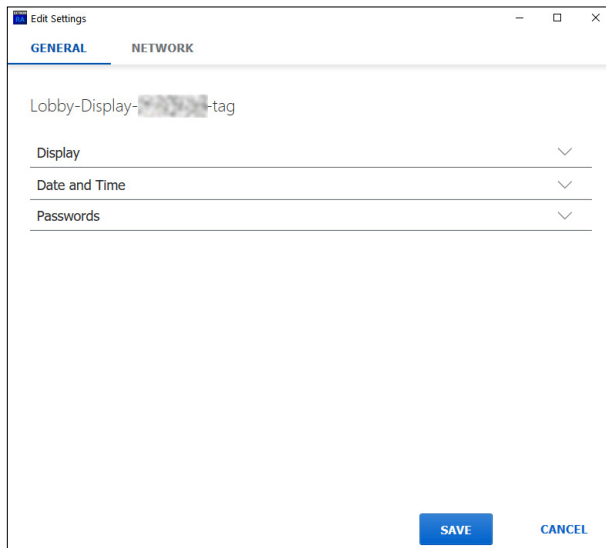 Edit Settings
GENERAL NETWORK
Lobby-Display- -tag
Display
Date and Time
Passwords
SAVE CANCEL